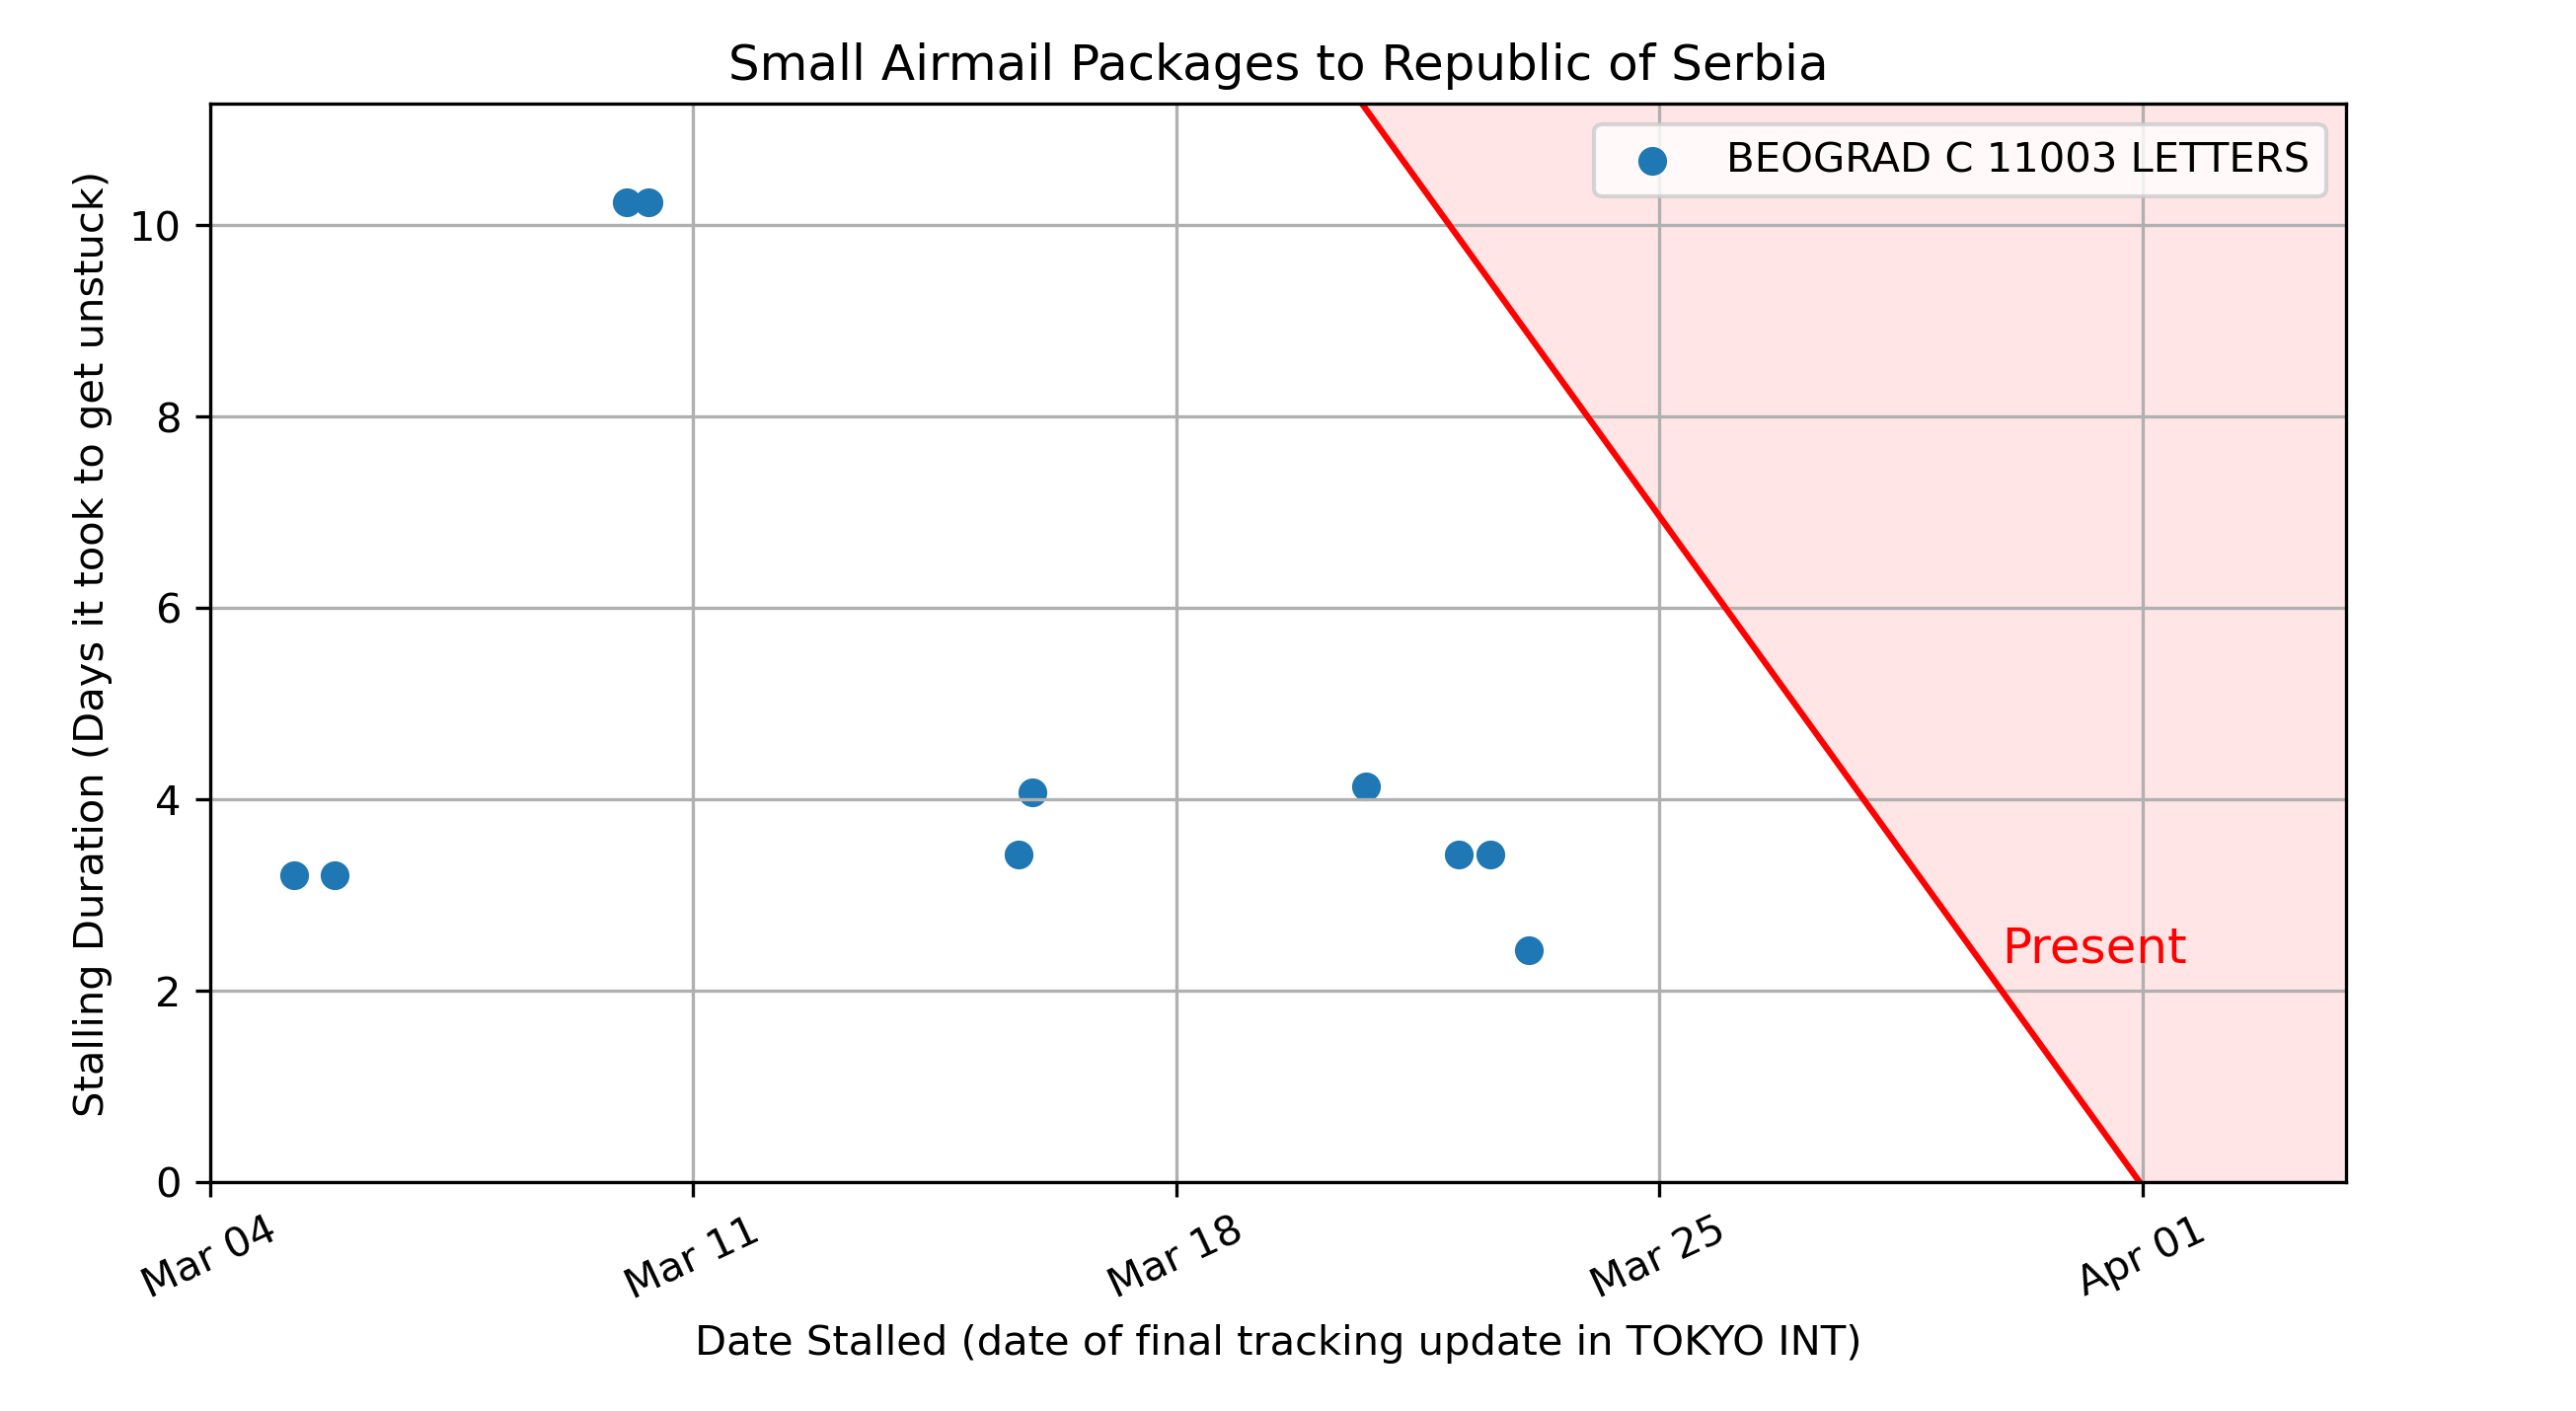 Small Airmail Packages to Republic of Serbia
BEOGRAD C 11003 LETTERS
Stalling Duration (Days it took to get unstuck)
10
8
6
4
2
0
Present
Mar 04
Mar 11
Mar 18
Mar 25
Apr 01
Date Stalled (date of final tracking update in TOKYO INT)